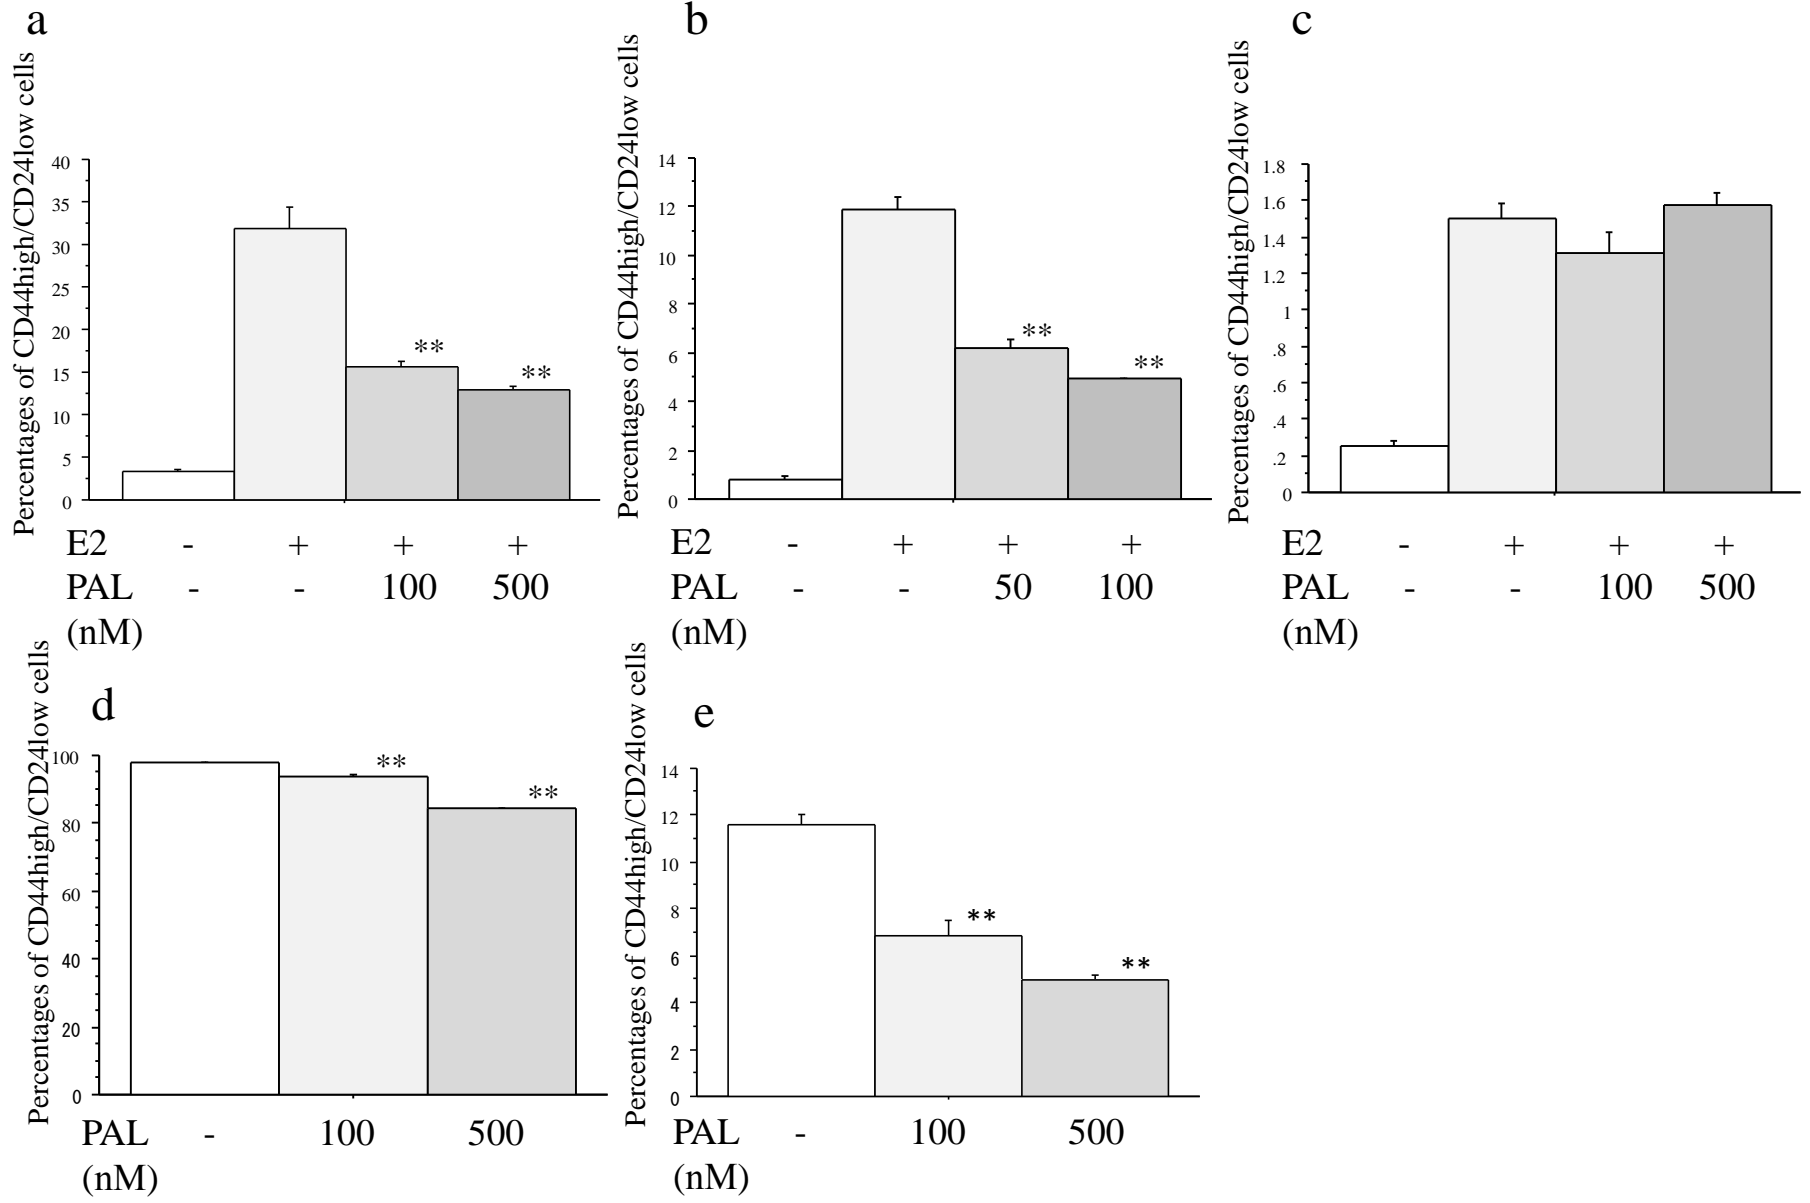 a
Percentages of CD44high/CD24low cells
40
35
30
25
20
15
10
5
0
**
**
E2 - + + +
PAL - - 100 500
(nM)
b
Percentages of CD44high/CD24low cells
14
12
10
8
6
4
2
0
**
**
E2 - + + +
PAL - - 50 100
(nM)
c
Percentages of CD44high/CD24low cells
1.8
1.6
1.4
1.2
1
.8
.6
.4
.2
0
E2 - + + +
PAL - - 100 500
(nM)
d
Percentages of CD44high/CD24low cells
100
80
60
40
20
0
**
**
PAL - 100 500
(nM)
e
Percentages of CD44high/CD24low cells
14
12
10
8
6
4
2
0
**
**
PAL - 100 500
(nM)